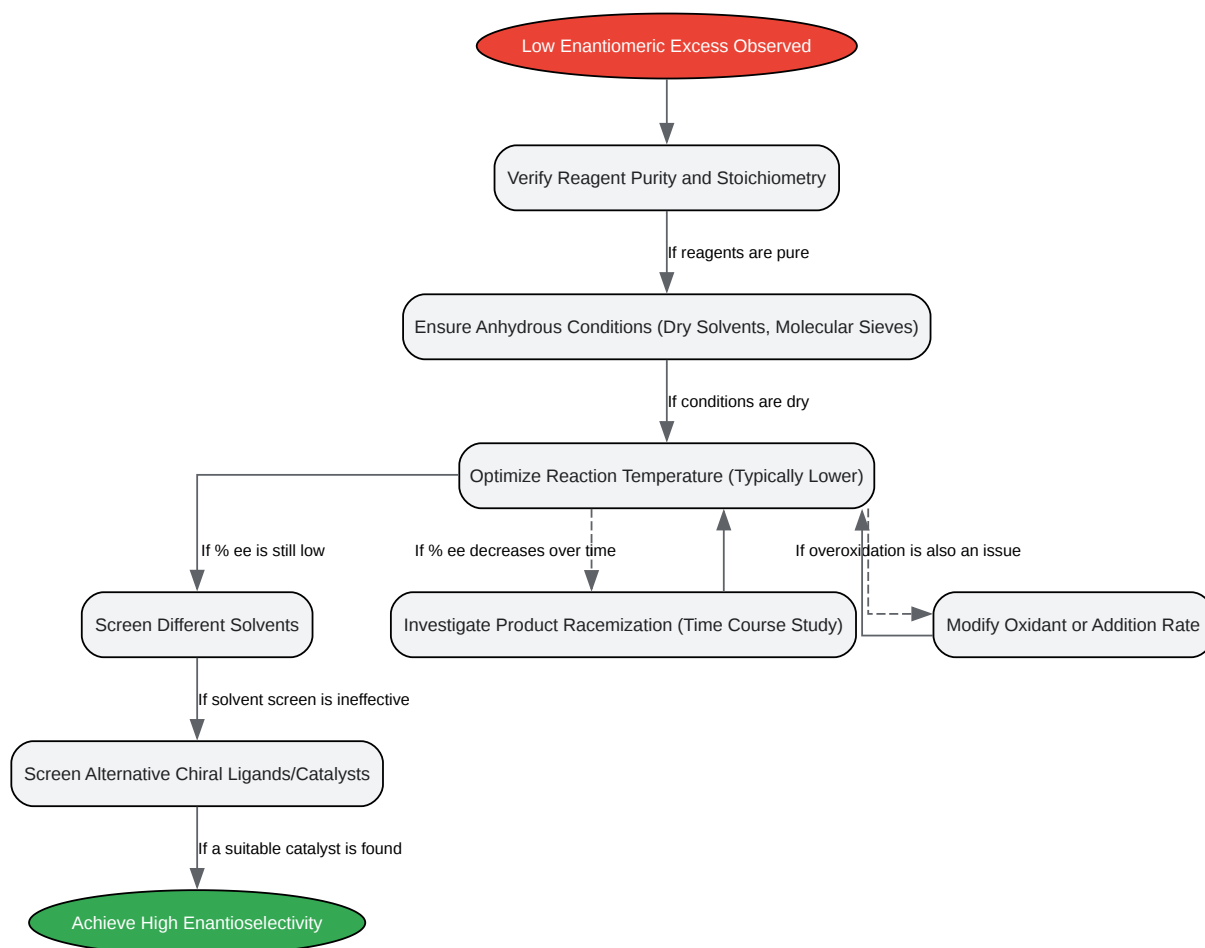 Low Enantiomeric Excess Observed
Verify Reagent Purity and Stoichiometry
If reagents are pure
Ensure Anhydrous Conditions (Dry Solvents, Molecular Sieves)
If conditions are dry
Optimize Reaction Temperature (Typically Lower)
If % ee is still low
If % ee decreases over time
If overoxidation is also an issue
Screen Different Solvents
Investigate Product Racemization (Time Course Study)
Modify Oxidant or Addition Rate
If solvent screen is ineffective
Screen Alternative Chiral Ligands/Catalysts
If a suitable catalyst is found
Achieve High Enantioselectivity